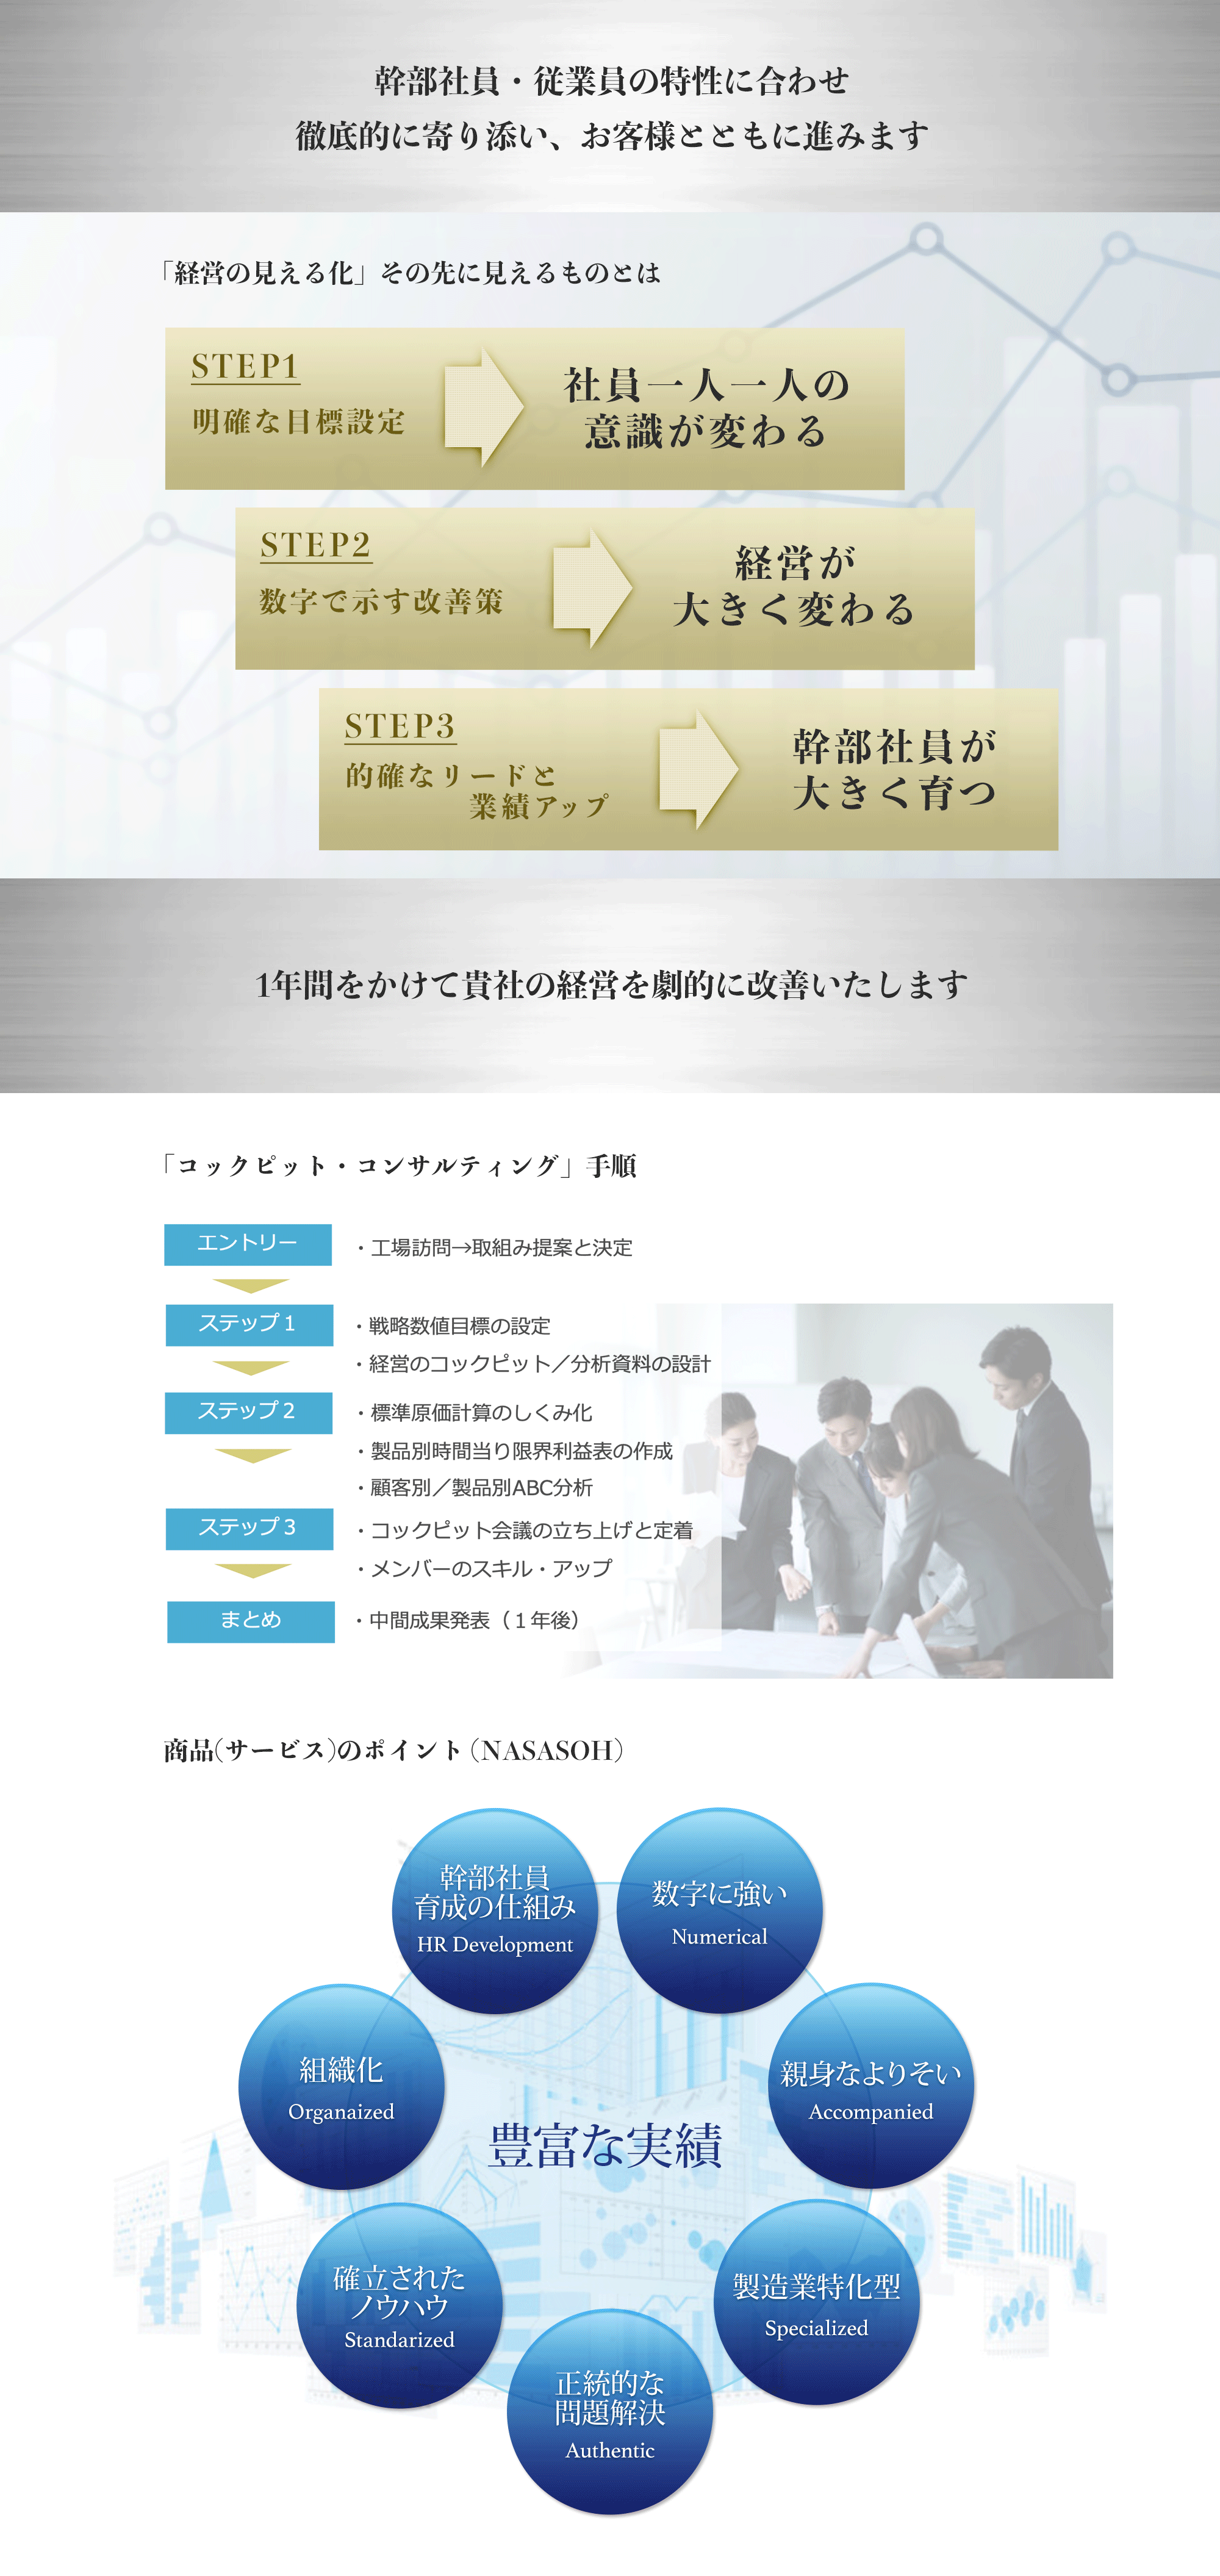 幹部社員・従業員の特性に合わせ
徹底的に寄り添い、お客様とともに進みます
「経営の見える化」その先に見えるものとは
STEP1
明確な目標設定
社員一人一人の
意識が変わる
STEP2
数字で示す改善策
経営が
大きく変わる
STEP3
的確なリードと
業績アップ
幹部社員が
大きく育つ
1年間をかけて貴社の経営を劇的に改善いたします
「コックピット・コンサルティング」手順
エントリー
・工場訪問→取組み提案と決定
ステップ１
・戦略数値目標の設定
・経営のコックピット／分析資料の設計
ステップ２
・標準原価計算のしくみ化
・製品別時間当り限界利益表の作成
・顧客別／製品別ABC分析
ステップ３
・コックピット会議の立ち上げと定着
・メンバーのスキル・アップ
まとめ
・中間成果発表（１年後）
商品(サービス)のポイント（NASASOH）
幹部社員
育成の仕組み
HR Development
数字に強い
Numerical
組織化
Organaized
親身なよりそい
Accompanied
豊富な実績
確立された
ノウハウ
Standarized
製造業特化型
Specialized
正統的な
問題解決
Authentic